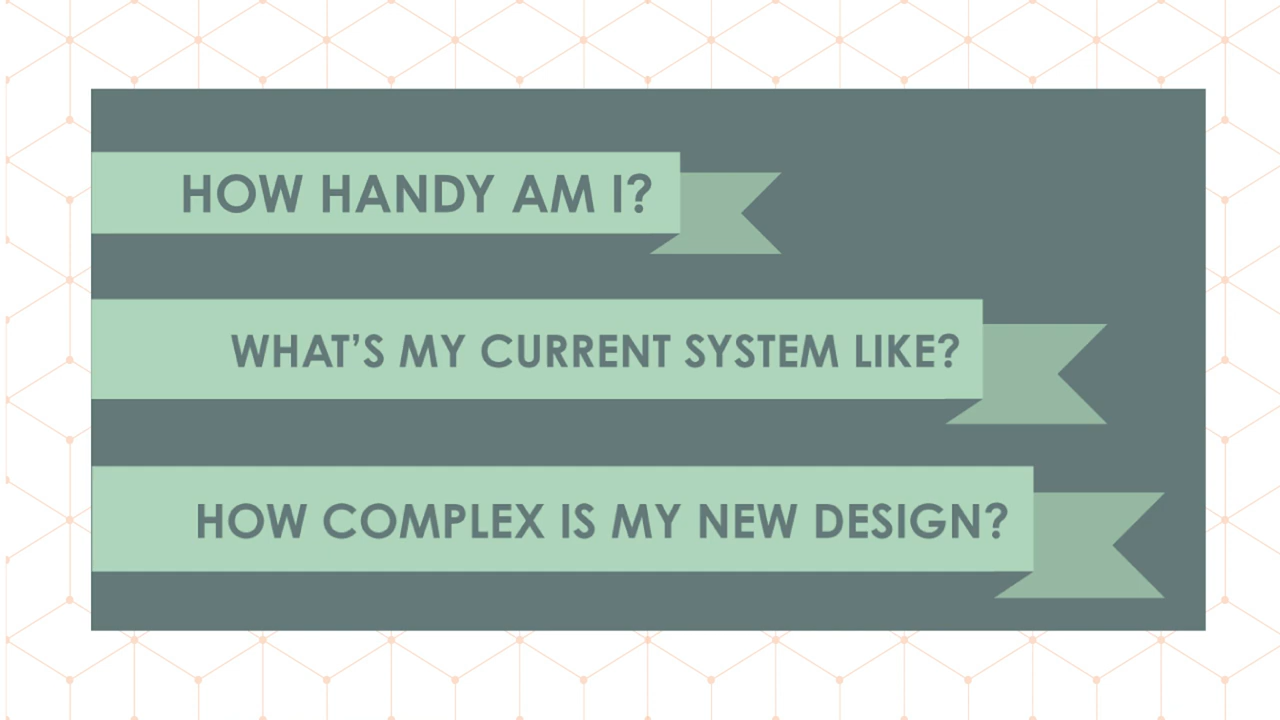 HOW HANDY AM I?
WHAT’S MY CURRENT SYSTEM LIKE?
HOW COMPLEX IS MY NEW DESIGN?